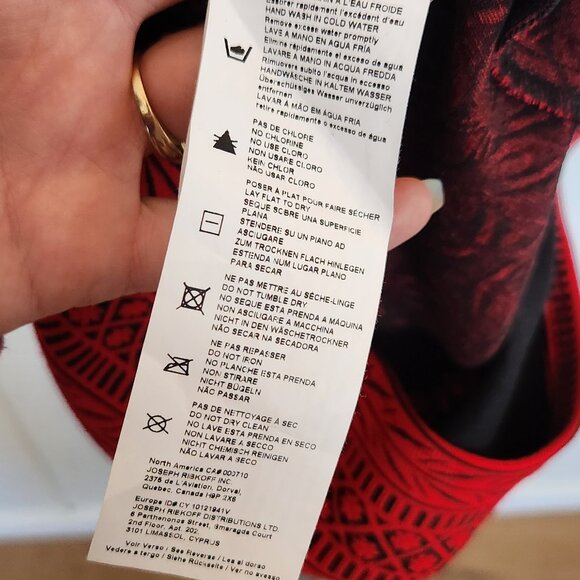 À L'EAU FROIDE
Essorer rapidement l'excédent d'eau
HAND WASH IN COLD WATER
Remove excess water promptly
LAVE A MANO EN AGUA FRÍA
Elimine rápidamente el exceso de agua
LAVARE A MANO IN ACQUA FREDDA
Rimuovere subito l'acqua in eccesso
HANDWÄSCHE IN KALTEM WASSER
Überschüssiges Wasser unverzüglich
entfernen
LAVAR À MÃO EM ÁGUA FRIA
retire rapidamente o excesso de água
PAS DE CHLORE
NO CHLORINE
NO USE CLORO
NON USARE CLORO
KEIN CHLOR
NÃO USAR CLORO
POSER À PLAT POUR FAIRE SÉCHER
LAY FLAT TO DRY
SEQUE SOBRE UNA SUPERFICIE
PLANA
STENDERE SU UN PIANO AD
ASCIUGARE
ZUM TROCKNEN FLACH HINLEGEN
ESTENDA NUM LUGAR PLANO
PARA SECAR
NE PAS METTRE AU SÈCHE-LINGE
DO NOT TUMBLE DRY
NO SEQUE ESTA PRENDA A MÁQUINA
NON ASCIUGARE A MACCHINA
NICHT IN DEN WÄSCHETROCKNER
NÃO SECAR NA SECADORA
NE PAS REPASSER
DO NOT IRON
NO PLANCHE ESTA PRENDA
NON STIRARE
NICHT BÜGELN
NÃO PASSAR
PAS DE NETTOYAGE À SEC
DO NOT DRY CLEAN
NO LAVE ESTA PRENDA EN SECO
NON LAVARE A SECCO
NICHT CHEMISCH REINIGEN
NÃO LAVAR A SECO
North America CA# 000710
JOSEPH RIBKOFF INC.
2375 de L'Aviation, Dorval,
Quebec, Canada H9P 2X6
Europe ID# CY 10121941V
JOSEPH RIBKOFF DISTRIBUTIONS LTD.
6 Parthenonos Street, Smaragda Court
2nd Floor, Apt. 202,
3101 LIMASSOL, CYPRUS
Voir Verso / See Reverse / Lea al dorso
Vedere a tergo / Siehe Rückseite / Ver no avesso